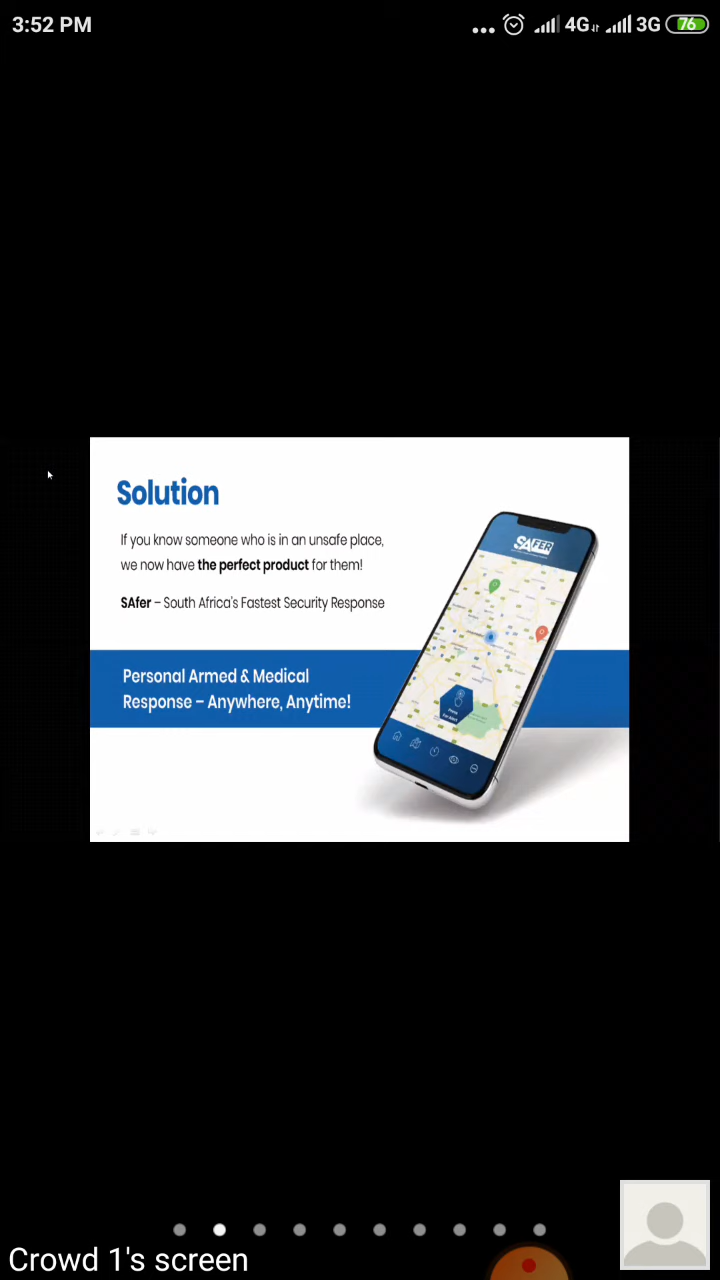 3:52 PM
4G
3G
76
Solution
If you know someone who is in an unsafe place,
we now have the perfect product for them!
SAfer – South Africa's Fastest Security Response
Personal Armed & Medical
Response – Anywhere, Anytime!
SAFER
Crowd 1's screen